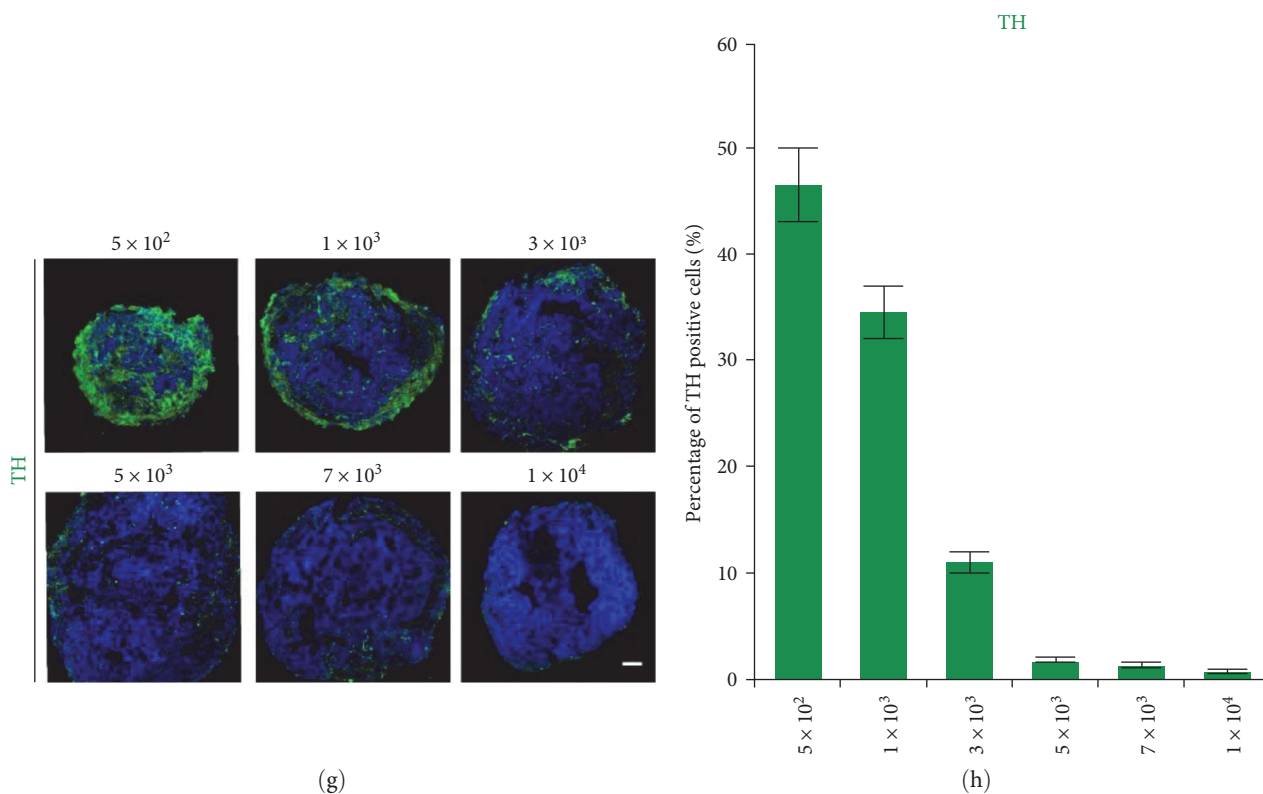 TH
5 × 10²
1 × 10³
3 × 10³
5 × 10³
7 × 10³
1 × 10⁴
(g)
TH
Percentage of TH positive cells (%)
60
50
40
30
20
10
0
5 × 10²
1 × 10³
3 × 10³
5 × 10³
7 × 10³
1 × 10⁴
(h)